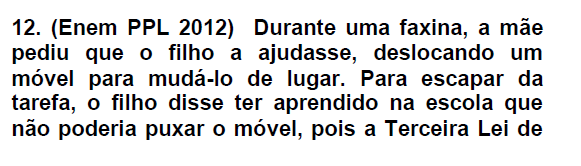 12. (Enem PPL 2012) Durante uma faxina, a mãe
pediu que o filho a ajudasse, deslocando um
móvel para mudá-lo de lugar. Para escapar da
tarefa, o filho disse ter aprendido na escola que
não poderia puxar o móvel, pois a Terceira Lei de